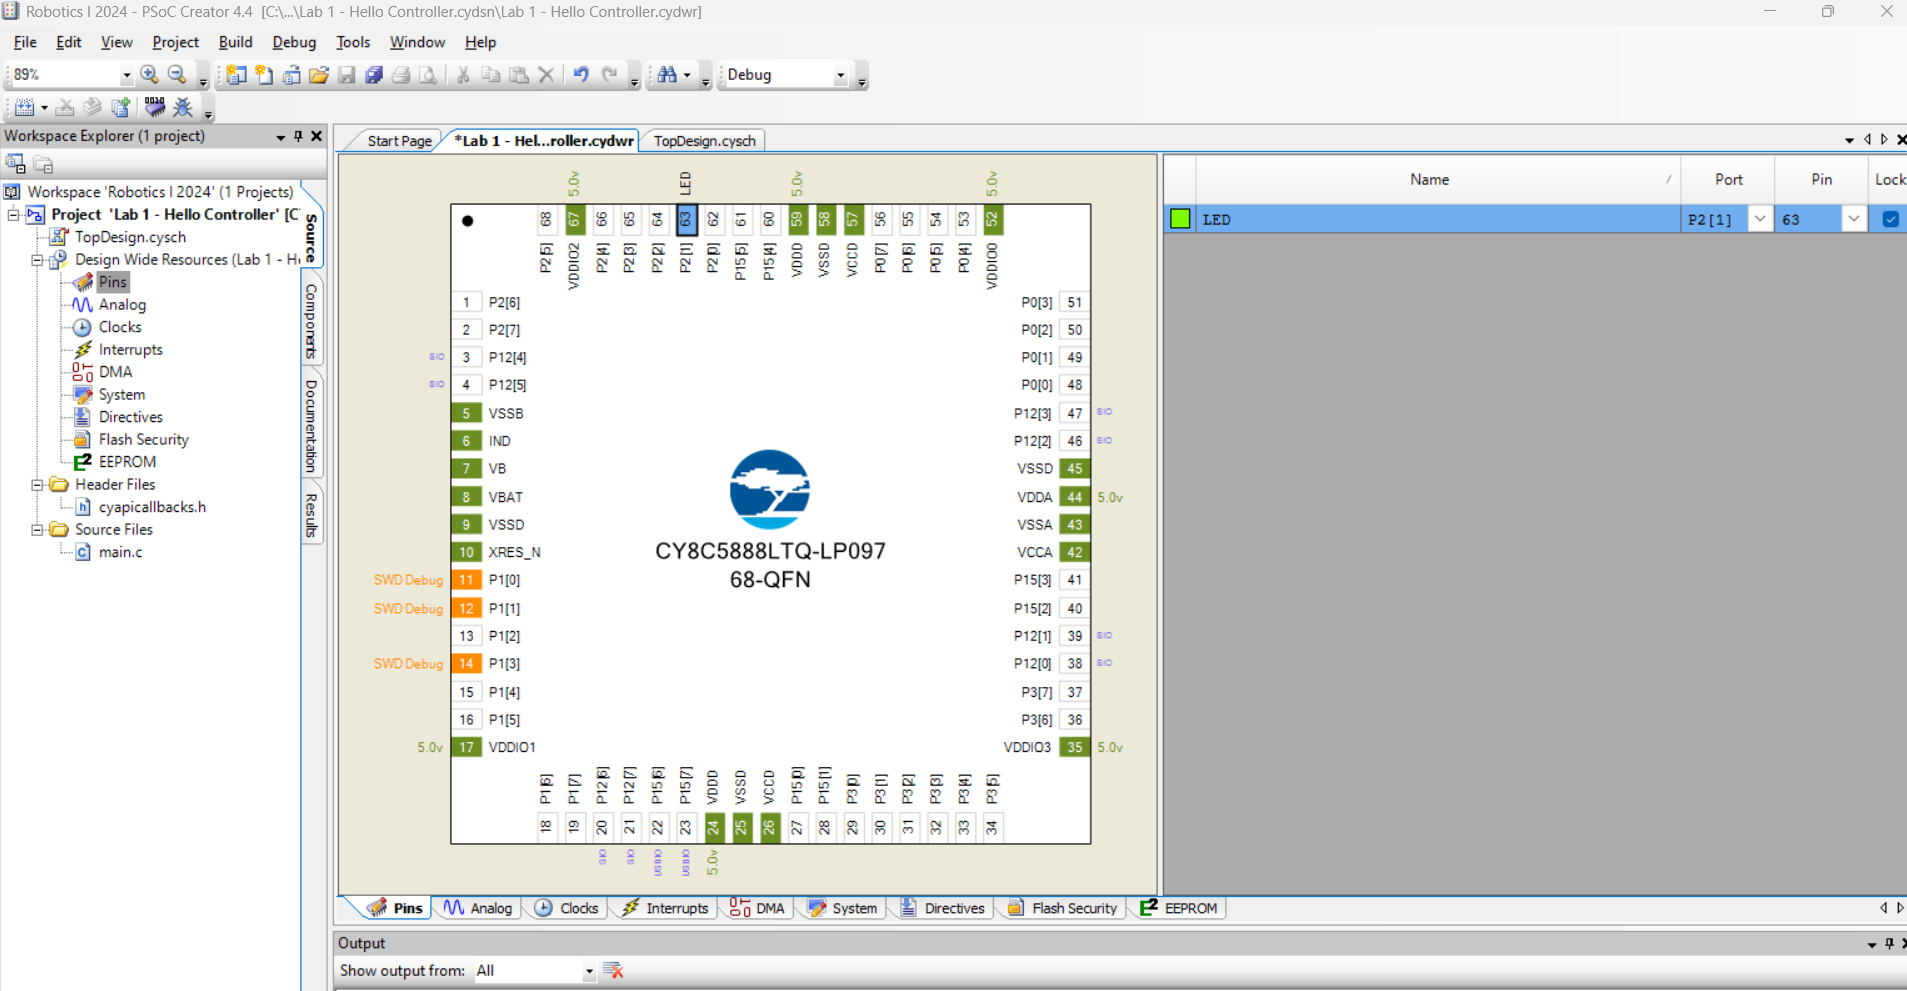 Robotics I 2024 - PSoC Creator 4.4 [C:\...\Lab 1 - Hello Controller.cydsn\Lab 1 - Hello Controller.cydwr]
File Edit View Project Build Debug Tools Window Help
89% Debug
0010
Workspace Explorer (1 project)
Workspace 'Robotics I 2024' (1 Projects)
Project 'Lab 1 - Hello Controller' [C
TopDesign.cysch
Design Wide Resources (Lab 1 - He
Pins
Analog
Clocks
Interrupts
DMA
System
Directives
Flash Security
EEPROM
Header Files
cyapicallbacks.h
Source Files
main.c
Source
Components
Documentation
Results
Start Page *Lab 1 - Hel...roller.cydwr TopDesign.cysch
5.0v LED 5.0v 5.0v
68 67 66 65 64 63 62 61 60 59 58 57 56 55 54 53 52
P2[5] VDDIO2 P2[4] P2[3] P2[2] P2[1] P2[0] P15[5] P15[4] VDDD VSSD VCCD P0[7] P0[6] P0[5] P0[4] VDDIO0
1 P2[6]
2 P2[7]
SIO 3 P12[4]
SIO 4 P12[5]
5 VSSB
6 IND
7 VB
8 VBAT
9 VSSD
10 XRES_N
SWD Debug 11 P1[0]
SWD Debug 12 P1[1]
13 P1[2]
SWD Debug 14 P1[3]
15 P1[4]
16 P1[5]
5.0v 17 VDDIO1
CY8C5888LTQ-LP097
68-QFN
P0[3] 51
P0[2] 50
P0[1] 49
P0[0] 48
P12[3] 47 SIO
P12[2] 46 SIO
VSSD 45
VDDA 44 5.0v
VSSA 43
VCCA 42
P15[3] 41
P15[2] 40
P12[1] 39 SIO
P12[0] 38 SIO
P3[7] 37
P3[6] 36
VDDIO3 35 5.0v
P1[6] P1[7] P12[6] P12[7] P15[6] P15[7] VDDD VSSD VCCD P15[0] P15[1] P3[0] P3[1] P3[2] P3[3] P3[4] P3[5]
18 19 20 21 22 23 24 25 26 27 28 29 30 31 32 33 34
SIO SIO USBIO USBIO 5.0v
Name Port Pin Lock
LED P2[1] 63
Pins Analog Clocks Interrupts DMA System Directives Flash Security EEPROM
Output
Show output from: All